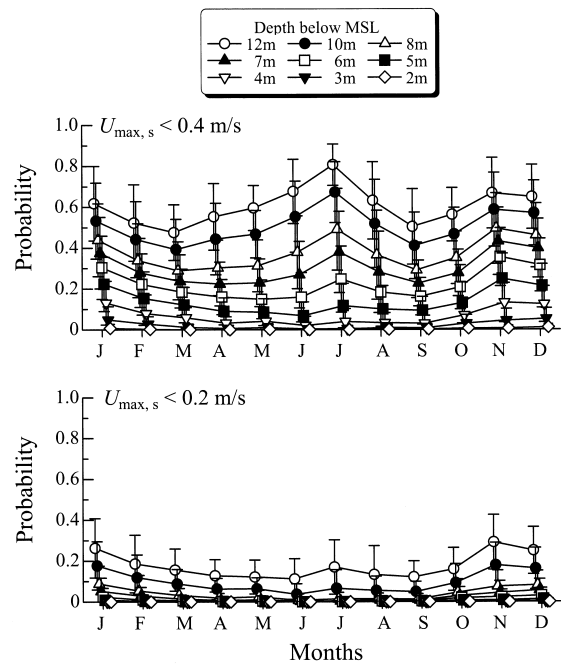 Depth below MSL
12m 10m 8m
7m 6m 5m
4m 3m 2m
Umax, s < 0.4 m/s
Probability
1.0
0.8
0.6
0.4
0.2
0
J F M A M J J A S O N D
Umax, s < 0.2 m/s
Probability
1.0
0.8
0.6
0.4
0.2
0
J F M A M J J A S O N D
Months